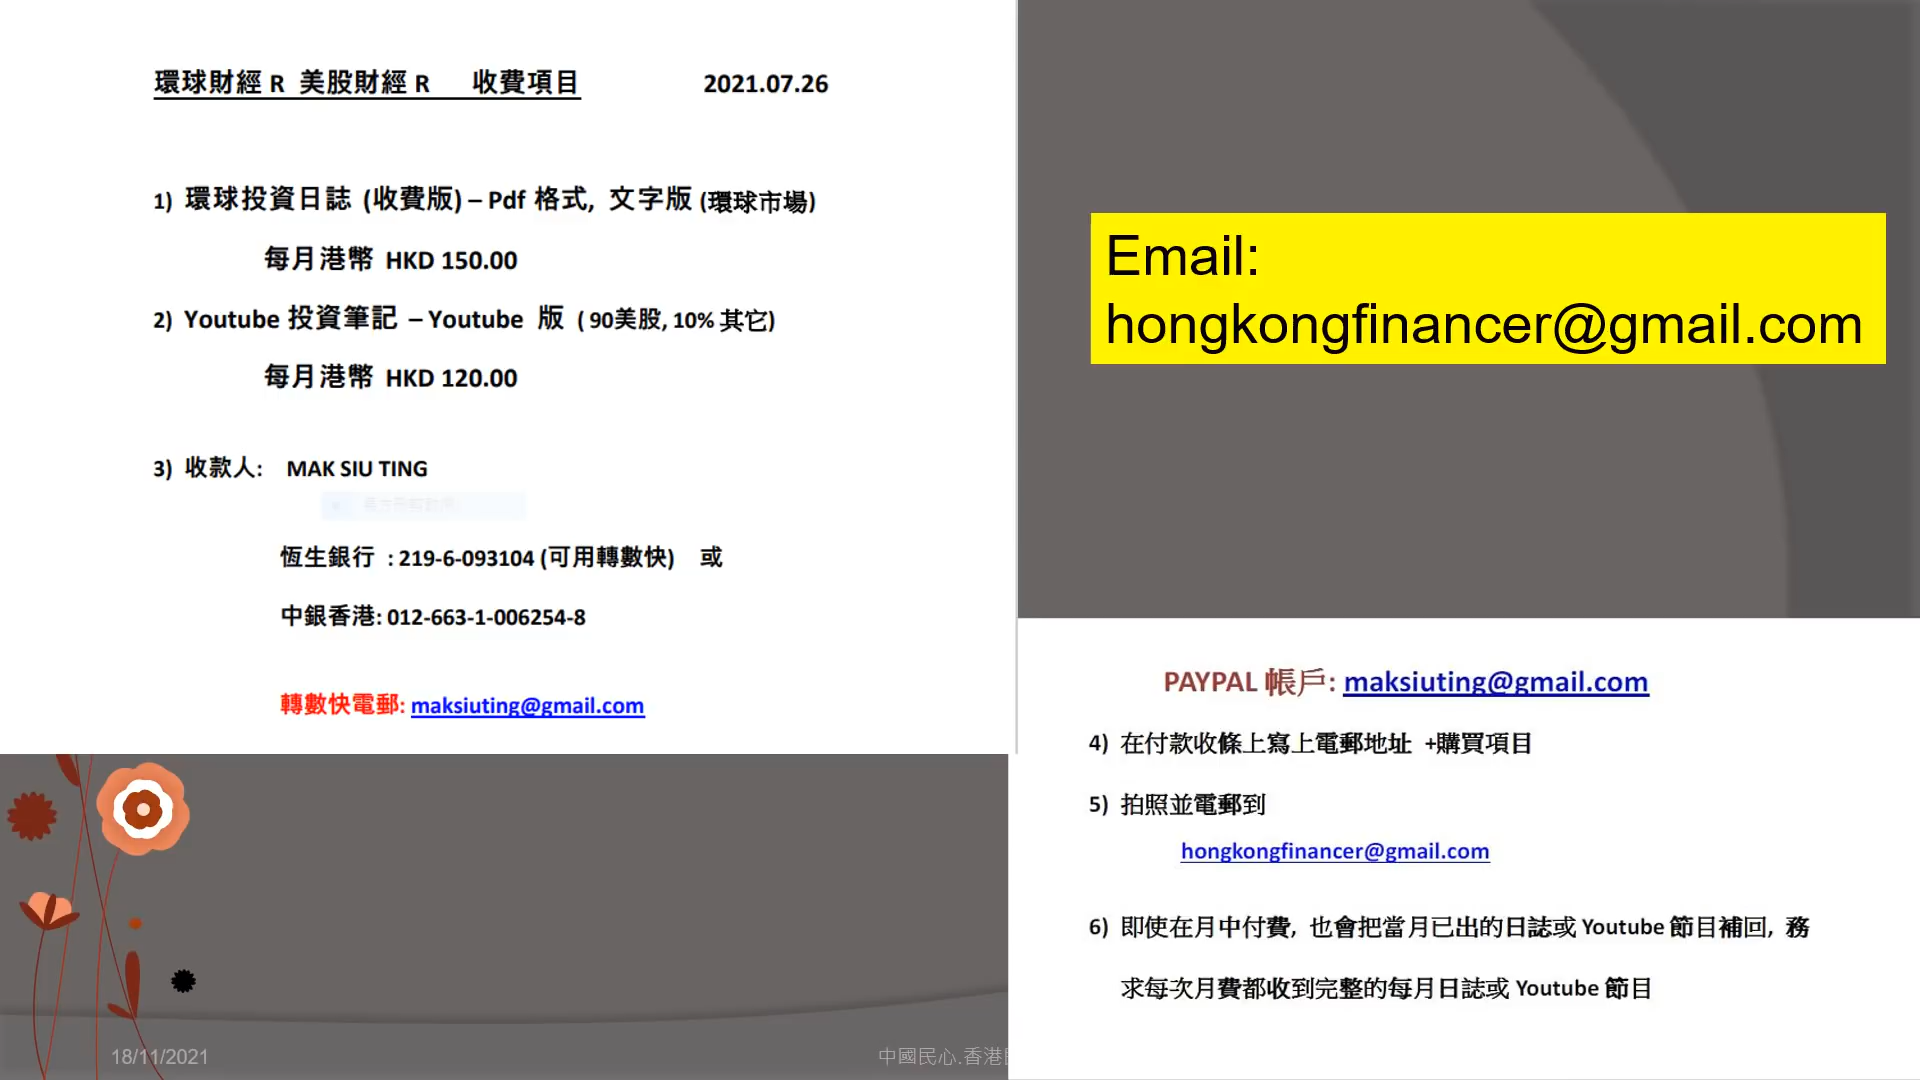 環球財經 R 美股財經 R 收費項目 2021.07.26
1) 環球投資日誌 (收費版) – Pdf 格式, 文字版 (環球市場)
每月港幣 HKD 150.00
2) Youtube 投資筆記 – Youtube 版 ( 90美股, 10% 其它)
每月港幣 HKD 120.00
3) 收款人: MAK SIU TING
恆生銀行 : 219-6-093104 (可用轉數快) 或
中銀香港: 012-663-1-006254-8
轉數快電郵: maksiuting@gmail.com
Email:
hongkongfinancer@gmail.com
PAYPAL 帳戶: maksiuting@gmail.com
4) 在付款收條上寫上電郵地址 +購買項目
5) 拍照並電郵到
hongkongfinancer@gmail.com
6) 即使在月中付費, 也會把當月已出的日誌或 Youtube 節目補回, 務
求每次月費都收到完整的每月日誌或 Youtube 節目
18/11/2021
中國民心.香港